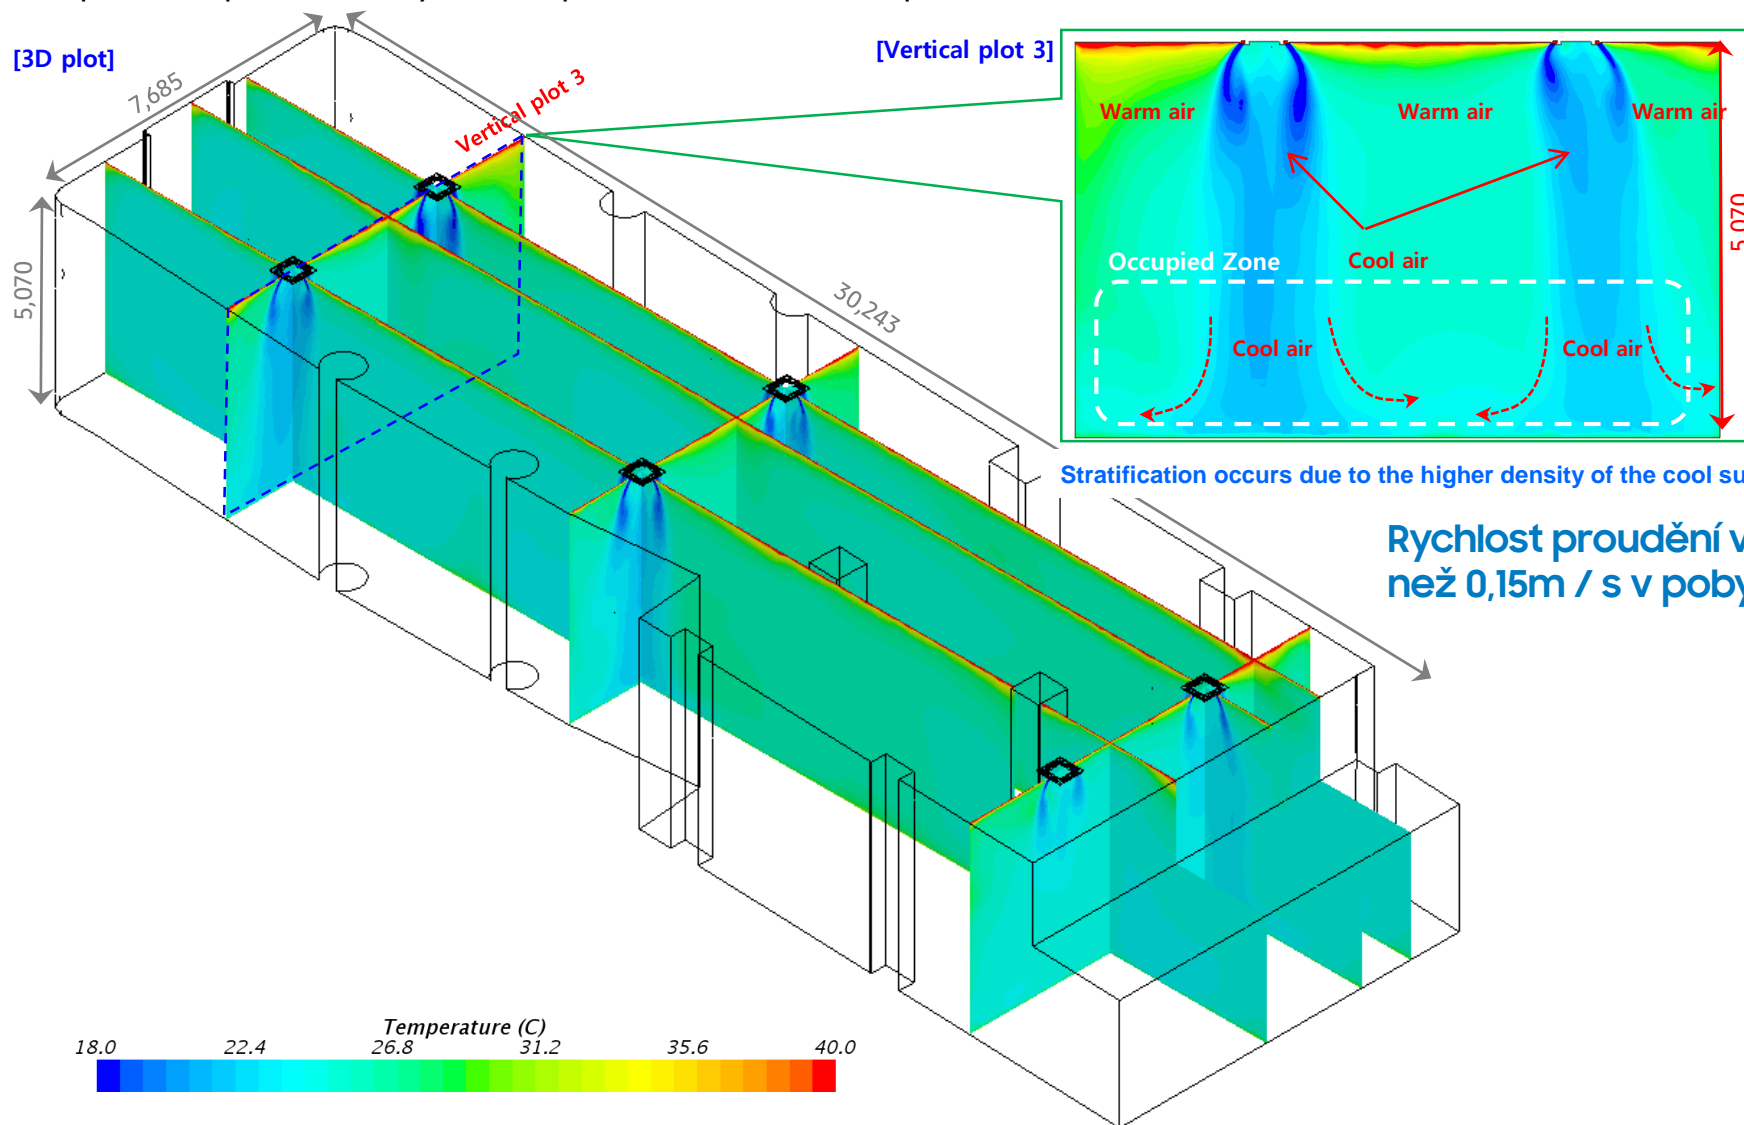 [3D plot]
7,685
5,070
Vertical plot 3
30,243
[Vertical plot 3]
Warm air
Warm air
Warm air
Cool air
Occupied Zone
Cool air
Cool air
5,070
Stratification occurs due to the higher density of the cool
Rychlost proudění
než 0,15m / s v
Temperature (C)
18.0 22.4 26.8 31.2 35.6 40.0